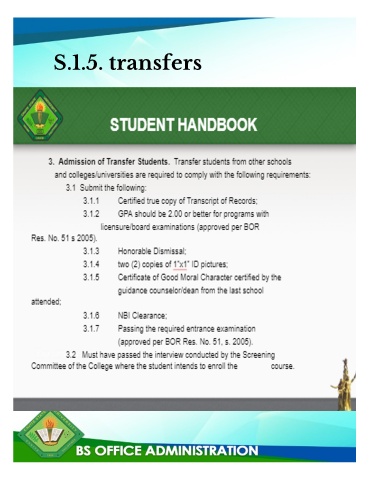 S.1.5. transfers
STUDENT HANDBOOK
3. Admission of Transfer Students. Transfer students from other schools
and colleges/universities are required to comply with the following requirements:
3.1 Submit the following:
3.1.1 Certified true copy of Transcript of Records;
3.1.2 GPA should be 2.00 or better for programs with
licensure/board examinations (approved per BOR
Res. No. 51 s 2005).
3.1.3 Honorable Dismissal;
3.1.4 two (2) copies of 1"x1" ID pictures;
3.1.5 Certificate of Good Moral Character certified by the
guidance counselor/dean from the last school
attended;
3.1.6 NBI Clearance;
3.1.7 Passing the required entrance examination
(approved per BOR Res. No. 51, s. 2005).
3.2 Must have passed the interview conducted by the Screening
Committee of the College where the student intends to enroll the course.
BS OFFICE ADMINISTRATION